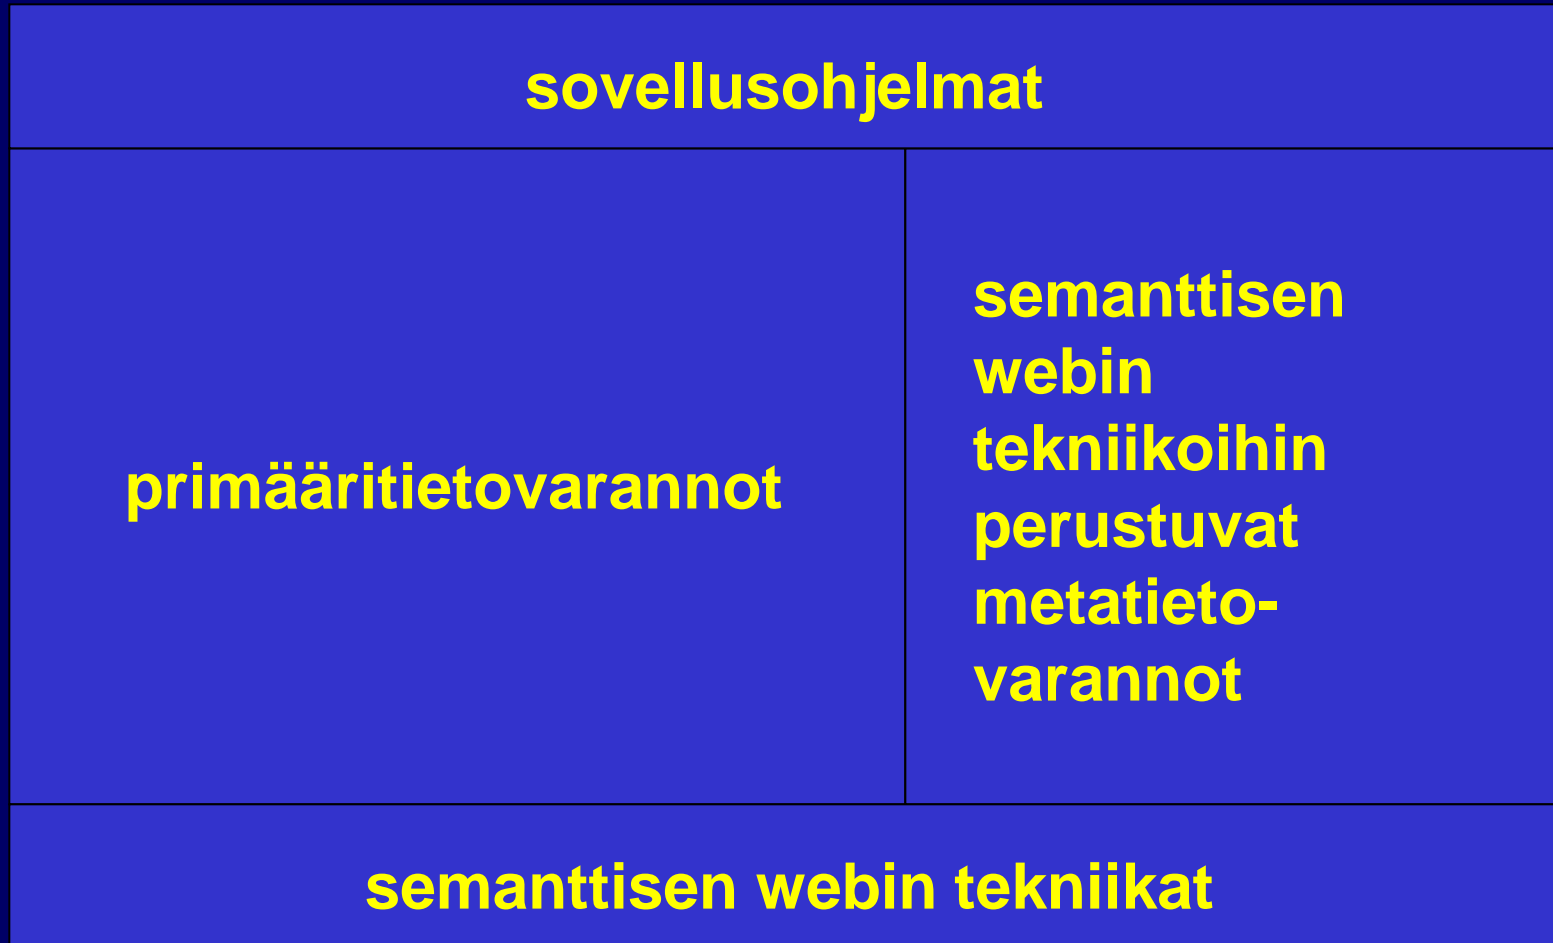 sovellusohjelmat
primääritietovarannot
semanttisen
webin
tekniikoihin
perustuvat
metatieto-
varannot
semanttisen webin tekniikat